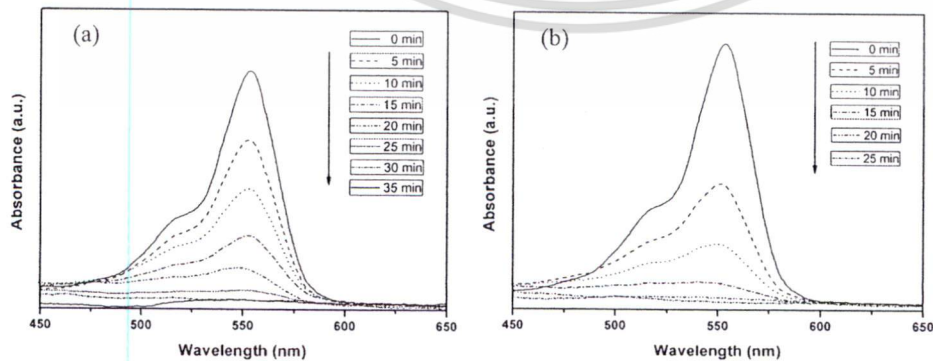 (a)
0 min
5 min
10 min
15 min
20 min
25 min
30 min
35 min
Absorbance (a.u.)
450 500 550 600 650
Wavelength (nm)
(b)
0 min
5 min
10 min
15 min
20 min
25 min
Absorbance (a.u.)
450 500 550 600 650
Wavelength (nm)